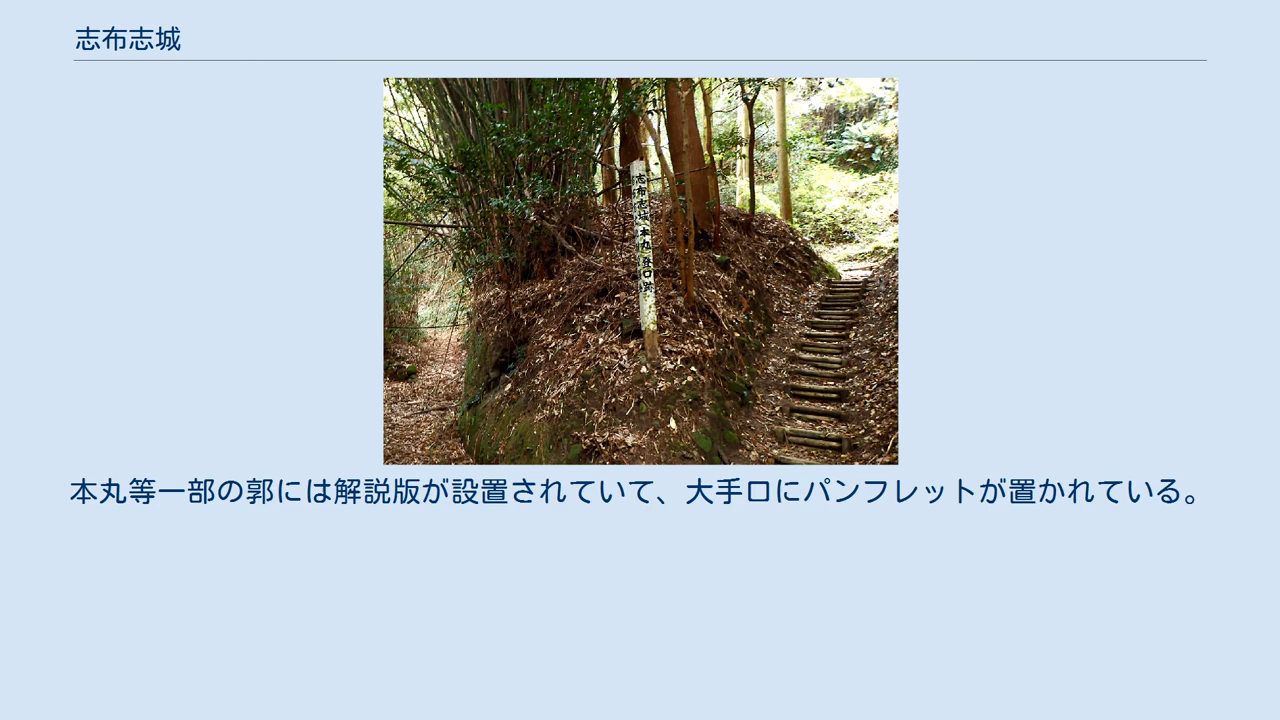 志布志城
志布志城本丸登口跡
本丸等一部の郭には解説版が設置されていて、大手口にパンフレットが置かれている。